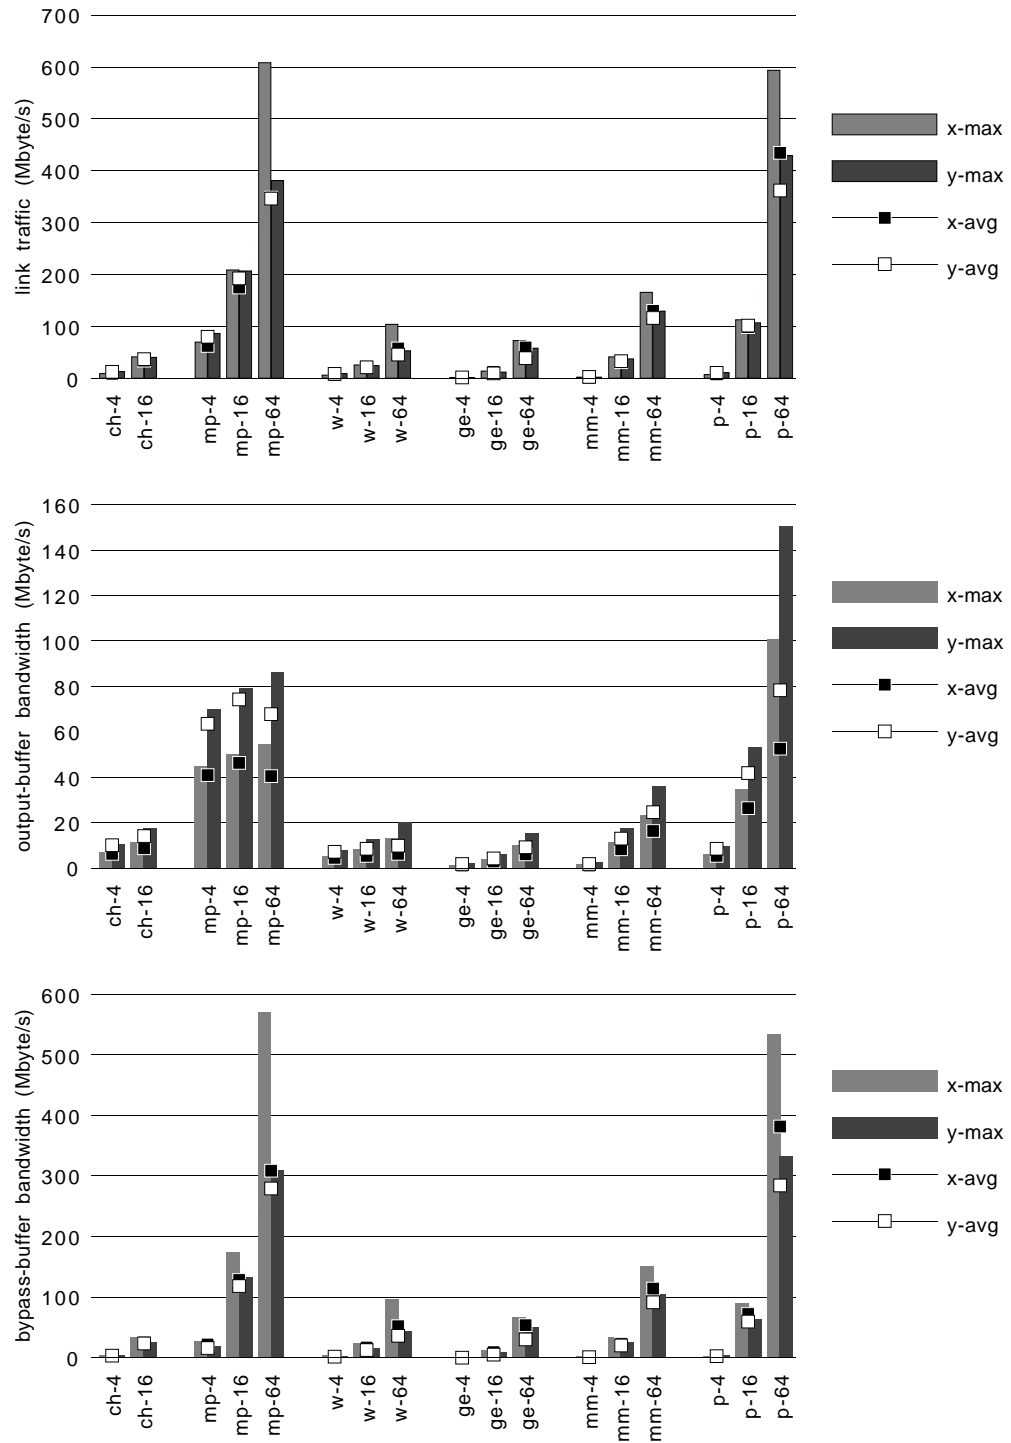 700
600
500
400
300
200
100
0
link traffic (Mbyte/s)
ch-4
ch-16
mp-4
mp-16
mp-64
w-4
w-16
w-64
ge-4
ge-16
ge-64
mm-4
mm-16
mm-64
p-4
p-16
p-64
x-max
y-max
x-avg
y-avg
160
140
120
100
80
60
40
20
0
output-buffer bandwidth (Mbyte/s)
ch-4
ch-16
mp-4
mp-16
mp-64
w-4
w-16
w-64
ge-4
ge-16
ge-64
mm-4
mm-16
mm-64
p-4
p-16
p-64
x-max
y-max
x-avg
y-avg
600
500
400
300
200
100
0
bypass-buffer bandwidth (Mbyte/s)
ch-4
ch-16
mp-4
mp-16
mp-64
w-4
w-16
w-64
ge-4
ge-16
ge-64
mm-4
mm-16
mm-64
p-4
p-16
p-64
x-max
y-max
x-avg
y-avg